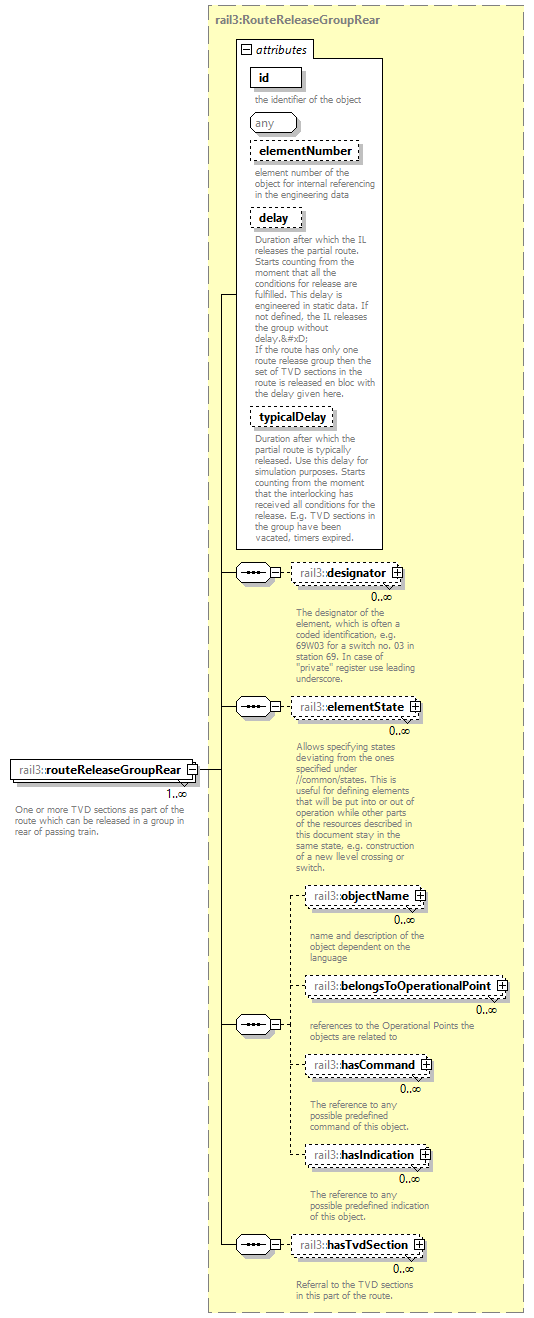 rail3:RouteReleaseGroupRear
attributes
id
the identifier of the object
any
elementNumber
element number of the
object for internal referencing
in the engineering data
delay
Duration after which the IL
releases the partial route.
Starts counting from the
moment that all the
conditions for release are
fulfilled. This delay is
engineered in static data. If
not defined, the IL releases
the group without
delay.&#xD;
If the route has only one
route release group then the
set of TVD sections in the
route is released en bloc with
the delay given here.
typicalDelay
Duration after which the
partial route is typically
released. Use this delay for
simulation purposes. Starts
counting from the moment
that the interlocking has
received all conditions for the
release. E.g. TVD sections in
the group have been
vacated, timers expired.
rail3::designator
0..∞
The designator of the
element, which is often a
coded identification, e.g.
69W03 for a switch no. 03 in
station 69. In case of
"private" register use leading
underscore.
rail3::elementState
0..∞
Allows specifying states
deviating from the ones
specified under
//common/states. This is
useful for defining elements
that will be put into or out of
operation while other parts
of the resources described in
this document stay in the
same state, e.g. construction
of a new llevel crossing or
switch.
rail3::routeReleaseGroupRear
1..∞
One or more TVD sections as part of the
route which can be released in a group in
rear of passing train.
rail3::objectName
0..∞
name and description of the
object dependent on the
language
rail3::belongsToOperationalPoint
0..∞
references to the Operational Points the
objects are related to
rail3::hasCommand
0..∞
The reference to any
possible predefined
command of this object.
rail3::hasIndication
0..∞
The reference to any
possible predefined indication
of this object.
rail3::hasTvdSection
0..∞
Referral to the TVD sections
in this part of the route.